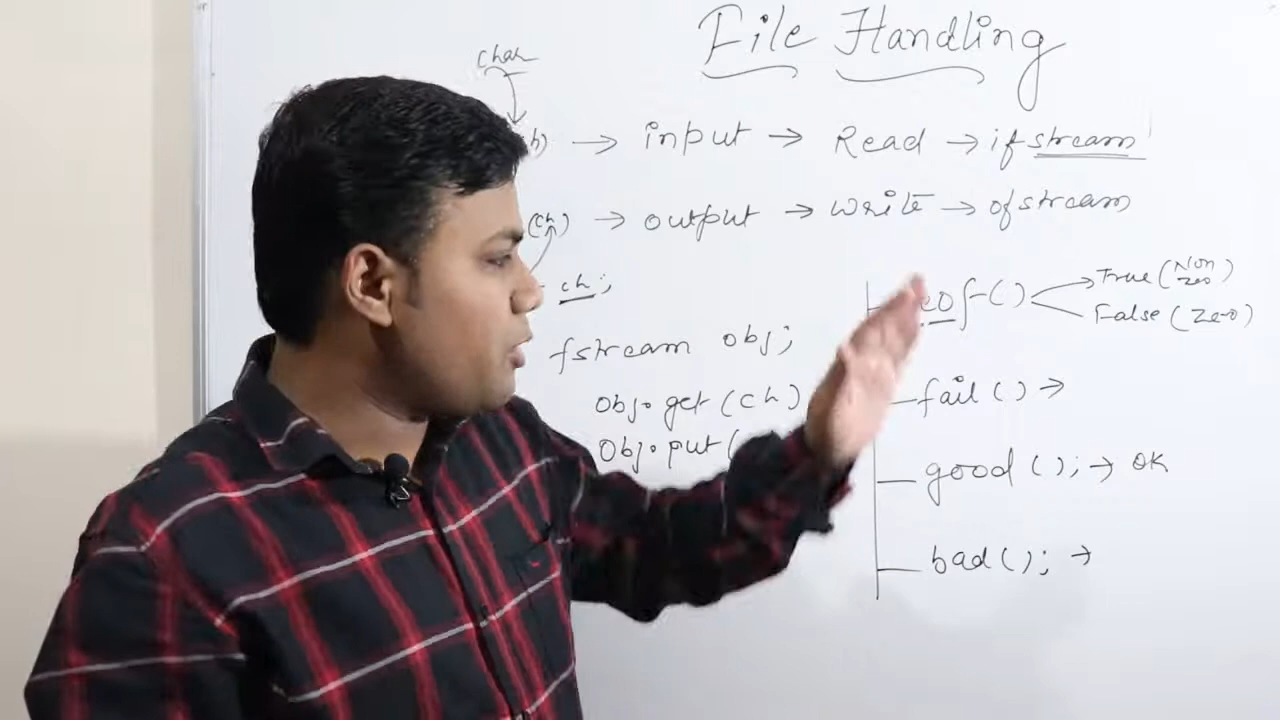 File Handling
char
h) → input → Read → ifstream
(ch) → output → write → ofstream
ch;
eof() True (Non zeo)
False (Zero)
fstream obj;
obj.get (ch)
obj.put (
fail () →
good (); → OK
bad (); →